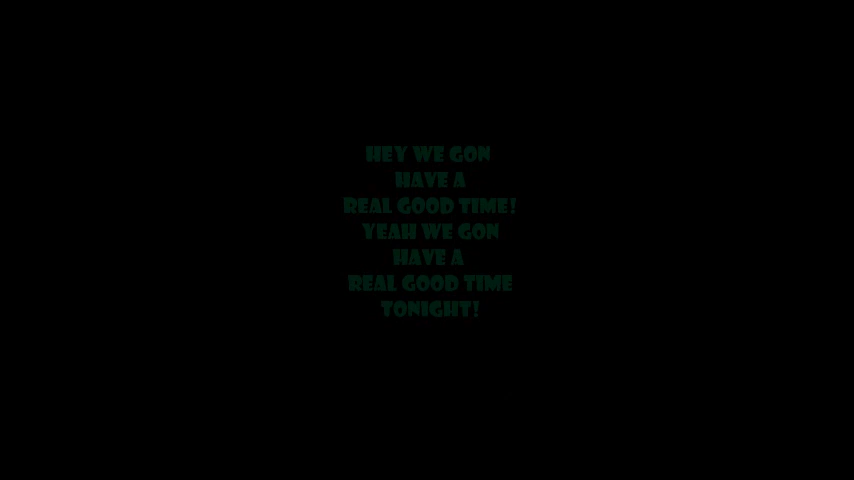 HEY WE GON
HAVE A
REAL GOOD TIME!
YEAH WE GON
HAVE A
REAL GOOD TIME
TONIGHT!